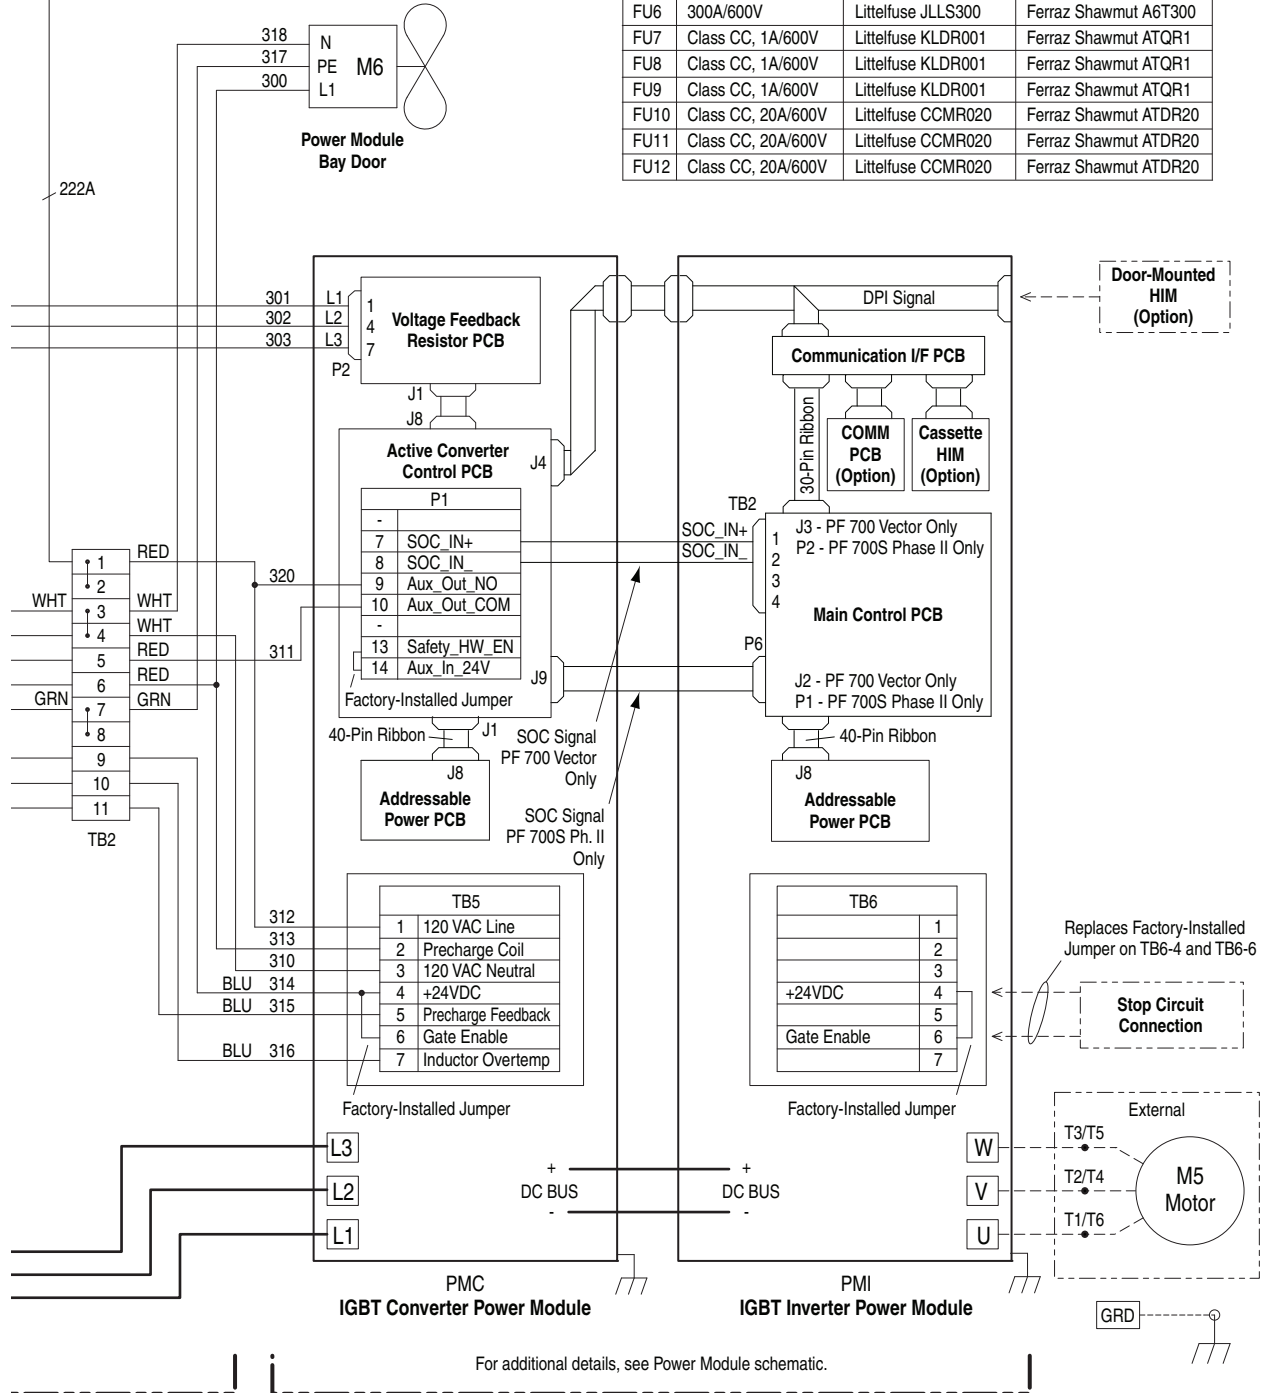 FU6 300A/600V Littelfuse JLLS300 Ferraz Shawmut A6T300
FU7 Class CC, 1A/600V Littelfuse KLDR001 Ferraz Shawmut ATQR1
FU8 Class CC, 1A/600V Littelfuse KLDR001 Ferraz Shawmut ATQR1
FU9 Class CC, 1A/600V Littelfuse KLDR001 Ferraz Shawmut ATQR1
FU10 Class CC, 20A/600V Littelfuse CCMR020 Ferraz Shawmut ATDR20
FU11 Class CC, 20A/600V Littelfuse CCMR020 Ferraz Shawmut ATDR20
FU12 Class CC, 20A/600V Littelfuse CCMR020 Ferraz Shawmut ATDR20
318 N
317 PE M6
300 L1
Power Module
Bay Door
222A
301 L1 1
302 L2 4
303 L3 7
P2
Voltage Feedback
Resistor PCB
J1
J8
Active Converter
Control PCB
J4
P1
-
7 SOC_IN+
8 SOC_IN_
9 Aux_Out_NO
10 Aux_Out_COM
-
13 Safety_HW_EN
14 Aux_In_24V
Factory-Installed Jumper
J9
320
311
40-Pin Ribbon
J1
J8
Addressable
Power PCB
DPI Signal
Door-Mounted
HIM
(Option)
Communication I/F PCB
30-Pin Ribbon
COMM
PCB
(Option)
Cassette
HIM
(Option)
TB2
SOC_IN+ 1
SOC_IN_ 2
3
4
J3 - PF 700 Vector Only
P2 - PF 700S Phase II Only
Main Control PCB
P6
J2 - PF 700 Vector Only
P1 - PF 700S Phase II Only
40-Pin Ribbon
J8
Addressable
Power PCB
SOC Signal
PF 700 Vector
Only
SOC Signal
PF 700S Ph. II
Only
1 RED
2
WHT 3 WHT
4 WHT
5 RED
6 RED
GRN 7 GRN
8
9
10
11
TB2
TB5
312 1 120 VAC Line
313 2 Precharge Coil
310 3 120 VAC Neutral
BLU 314 4 +24VDC
BLU 315 5 Precharge Feedback
6 Gate Enable
BLU 316 7 Inductor Overtemp
Factory-Installed Jumper
TB6
1
2
3
+24VDC 4
5
Gate Enable 6
7
Factory-Installed Jumper
Replaces Factory-Installed
Jumper on TB6-4 and TB6-6
Stop Circuit
Connection
L3
L2
L1
+ +
DC BUS DC BUS
- -
W
V
U
External
T3/T5
T2/T4
T1/T6
M5
Motor
PMC
IGBT Converter Power Module
PMI
IGBT Inverter Power Module
GRD
For additional details, see Power Module schematic.